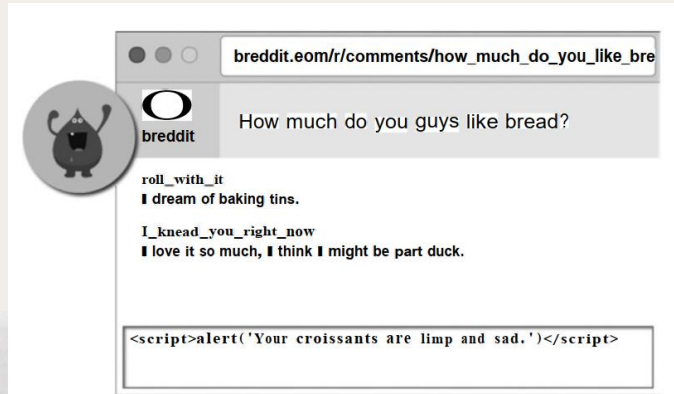 breddit.eom/r/comments/how_much_do_you_like_bre
breddit
How much do you guys like bread?
roll_with_it
I dream of baking tins.
I_knead_you_right_now
I love it so much, I think I might be part duck.
<script>alert('Your croissants are limp and sad.')</script>